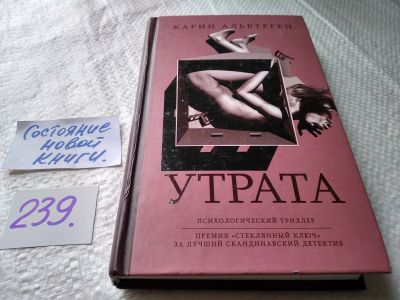 КАРИН АЛЬВТЕГЕН
Состояние
новой
книги.
239.
УТРАТА
ПСИХОЛОГИЧЕСКИЙ ТРИЛЛЕР
ПРЕМИЯ «СТЕКЛЯННЫЙ КЛЮЧ»
ЗА ЛУЧШИЙ СКАНДИНАВСКИЙ ДЕТЕКТИВ